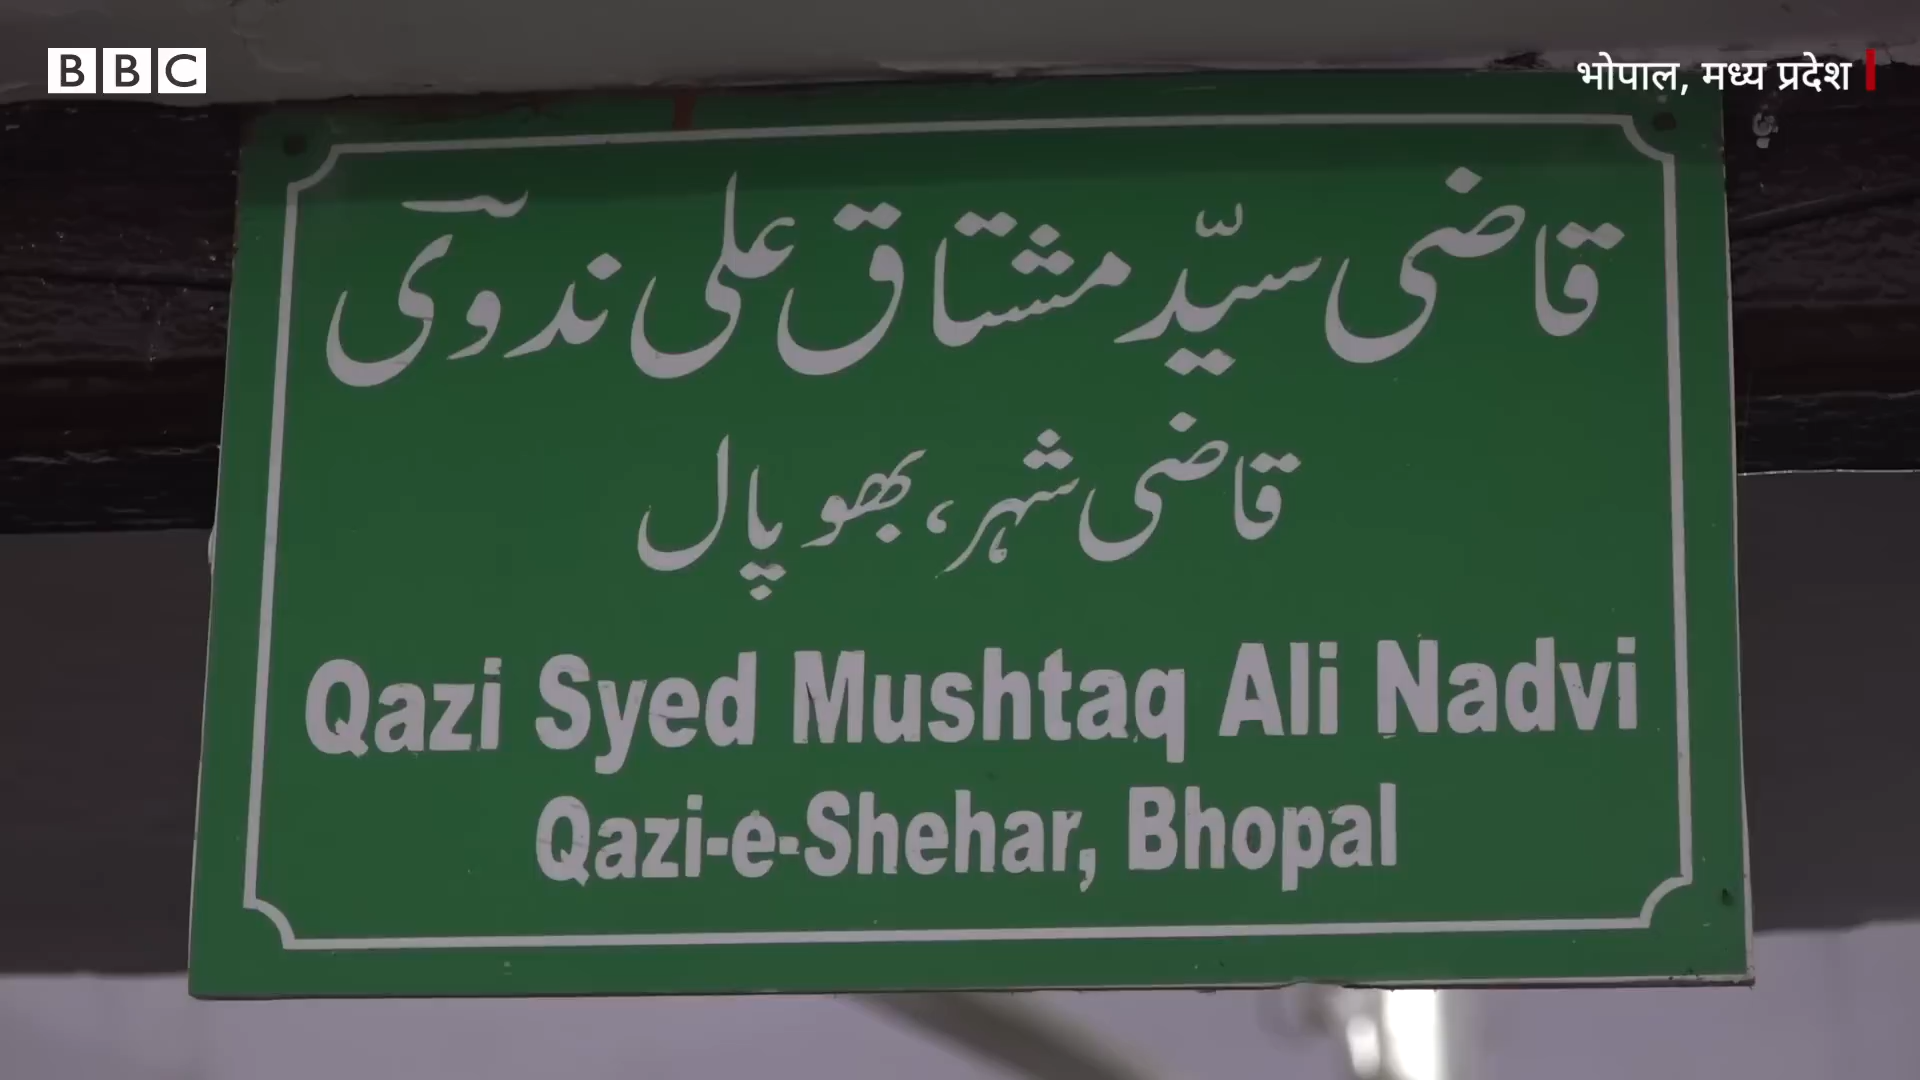 BBC
भोपाल, मध्य प्रदेश
قاضی سیّد مشتاق علی ندوی
قاضی شہر، بھوپال
Qazi Syed Mushtaq Ali Nadvi
Qazi-e-Shehar, Bhopal